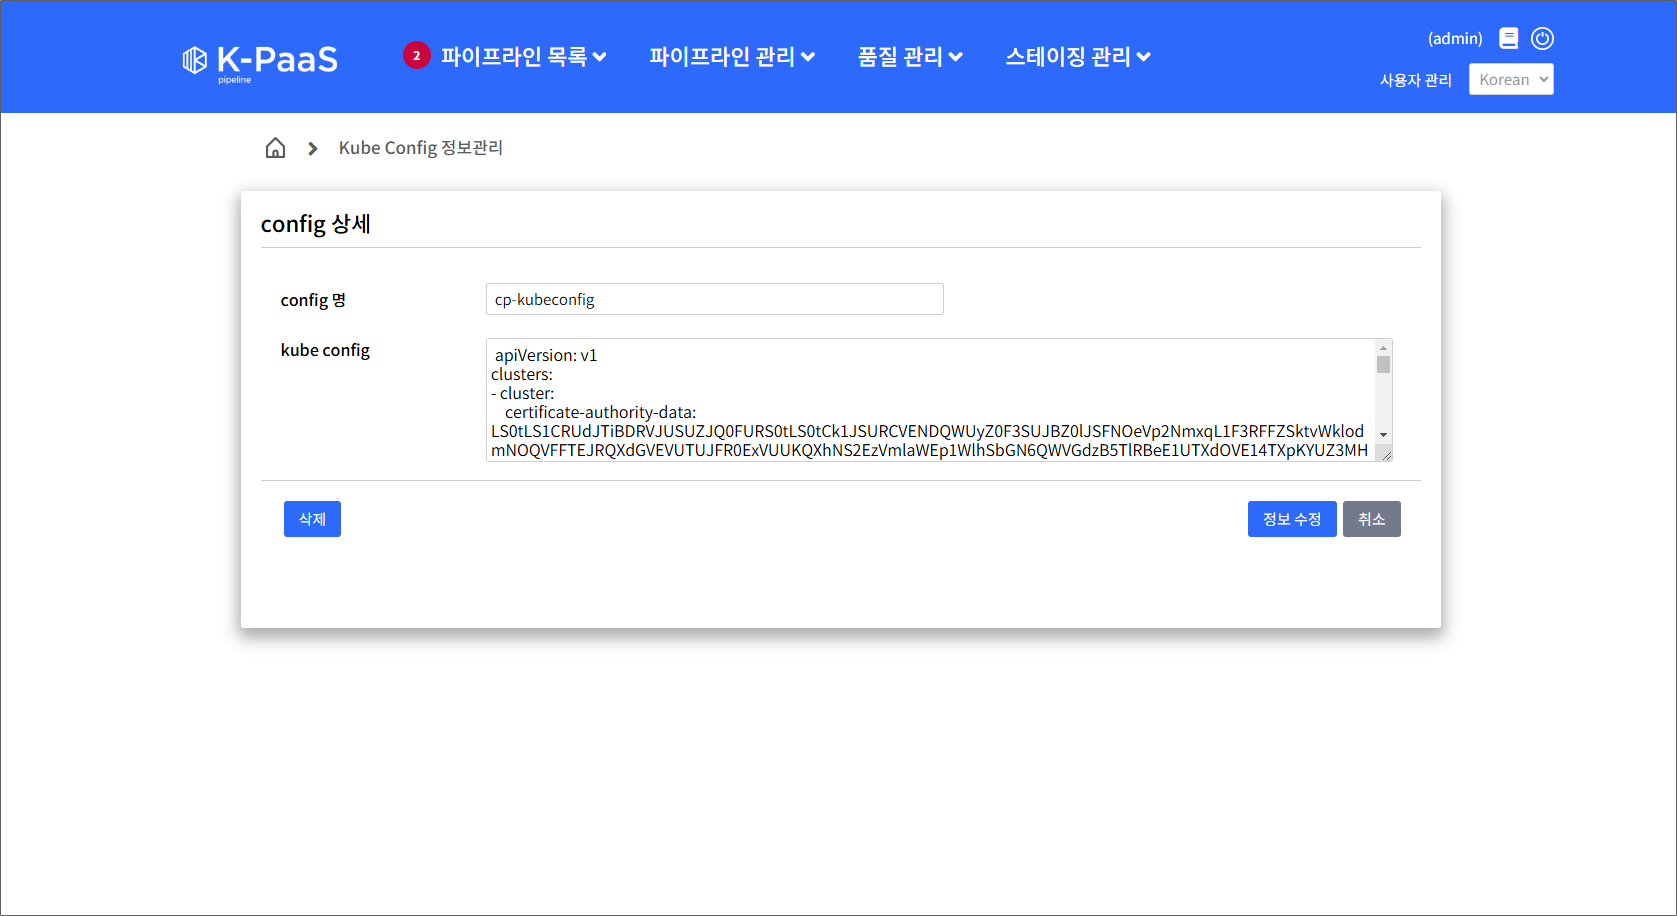 K-PaaS
pipeline
2 파이프라인 목록 파이프라인 관리 품질 관리 스테이징 관리
(admin)
사용자 관리 Korean
Kube Config 정보관리
config 상세
config 명 cp-kubeconfig
kube config
apiVersion: v1
clusters:
- cluster:
certificate-authority-data:
LS0tLS1CRUdJTiBDRVJUSUZJQ0FURS0tLS0tCk1JSURCVENDQWUyZ0F3SUJBZ0lJSFNOeVp2NmxqL1F3RFFZSktvWklod
mNOQVFFTEJRQXdGVEVUTUJFR0ExVUUKQXhNS2EzVmlaWEp1WlhSbGN6QWVGdzB5TlRBeE1UTXdOVE14TXpKYUZ3MH
삭제 정보 수정 취소